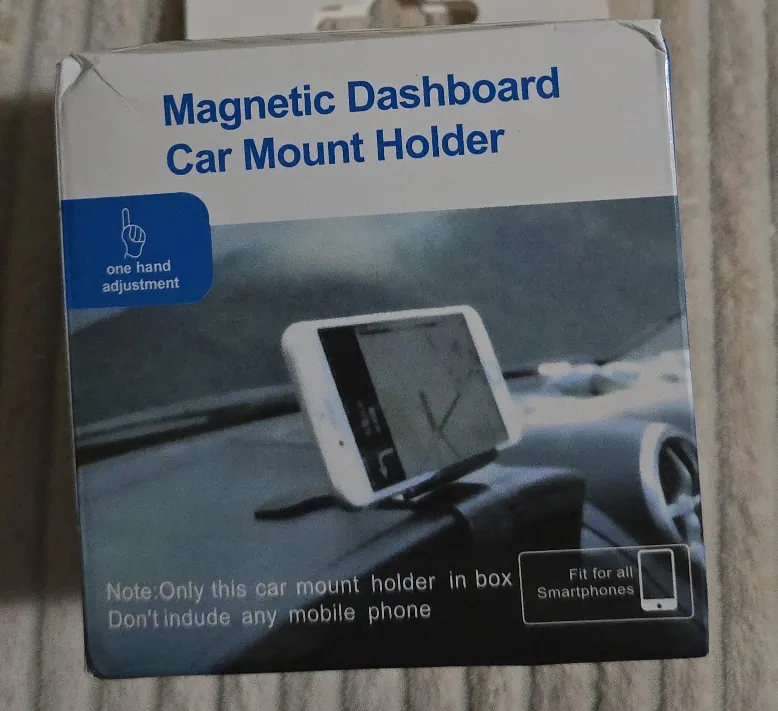 Magnetic Dashboard
Car Mount Holder
one hand
adjustment
Note:Only this car mount holder in box
Don't indude any mobile phone
Fit for all
Smartphones